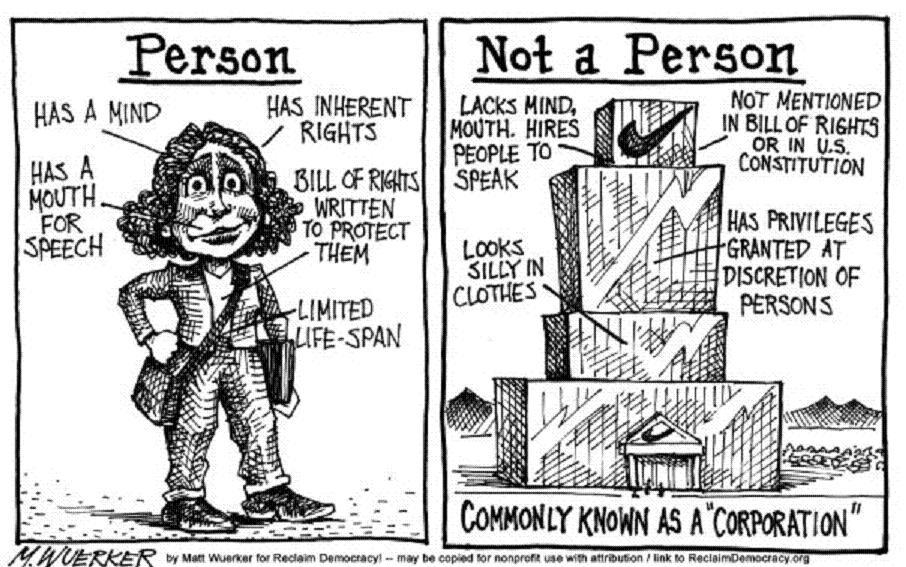 Person
HAS A MIND
HAS INHERENT
RIGHTS
HAS A
MOUTH
FOR
SPEECH
BILL OF RIGHTS
WRITTEN
TO PROTECT
THEM
LIMITED
LIFE-SPAN
Not a Person
LACKS MIND,
MOUTH. HIRES
PEOPLE TO
SPEAK
NOT MENTIONED
IN BILL OF RIGHTS
OR IN U.S.
CONSTITUTION
LOOKS
SILLY IN
CLOTHES
HAS PRIVILEGES
GRANTED AT
DISCRETION OF
PERSONS
COMMONLY KNOWN AS A "CORPORATION"
M. WUERKER by Matt Wuerker for Reclaim Democracy! -- may be copied for nonprofit use with attribution / link to ReclaimDemocracy.org